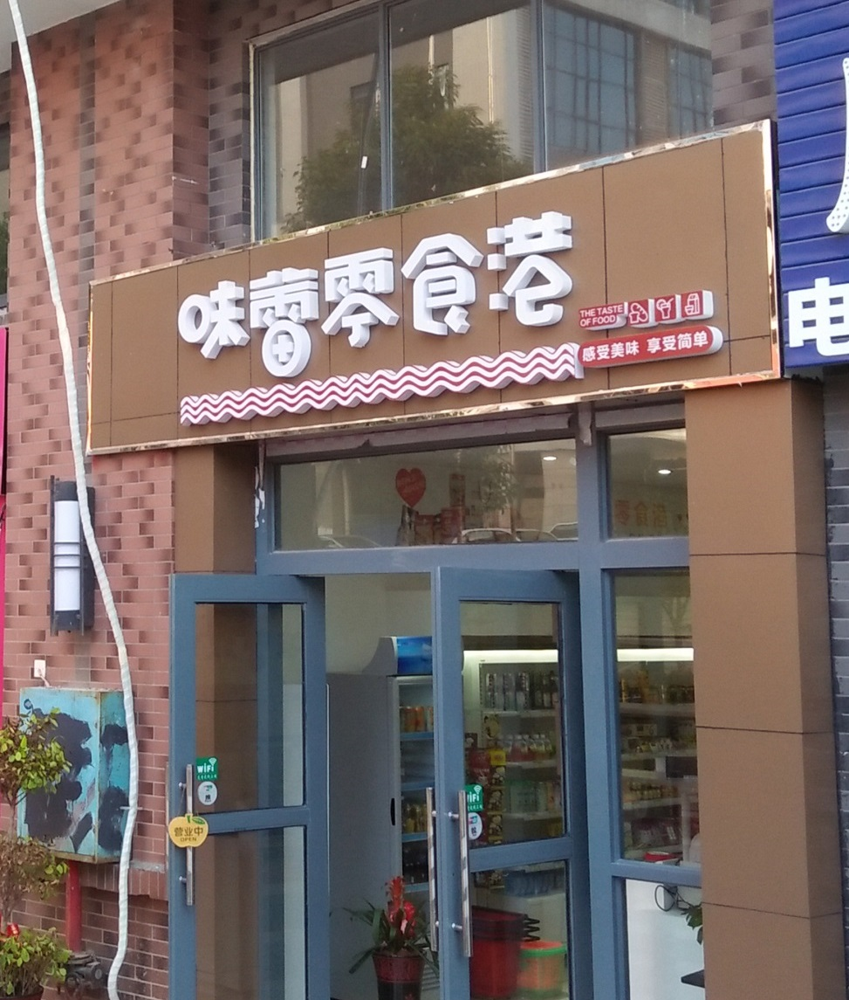 味蕾零食港
THE TASTE
OF FOOD
感受美味 享受简单
电
WiFi
营业中
OPEN
WiFi
零食港